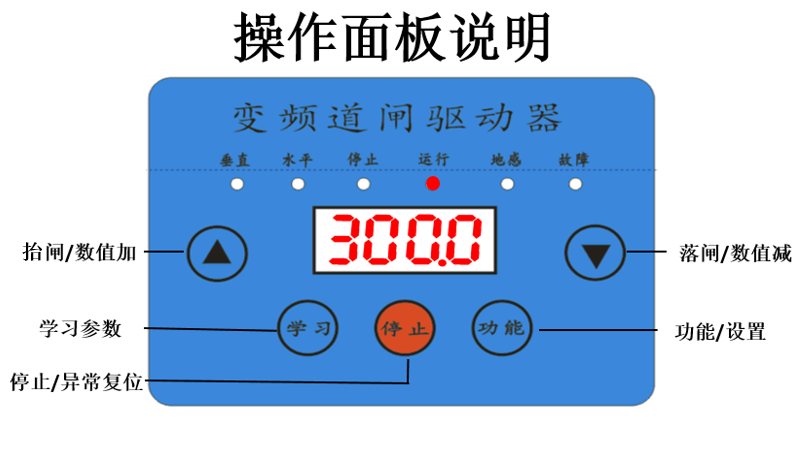 操作面板说明
变频道闸驱动器
垂直 水平 停止 运行 地感 故障
300.0
抬闸/数值加
落闸/数值减
学习 停止 功能
学习参数
功能/设置
停止/异常复位